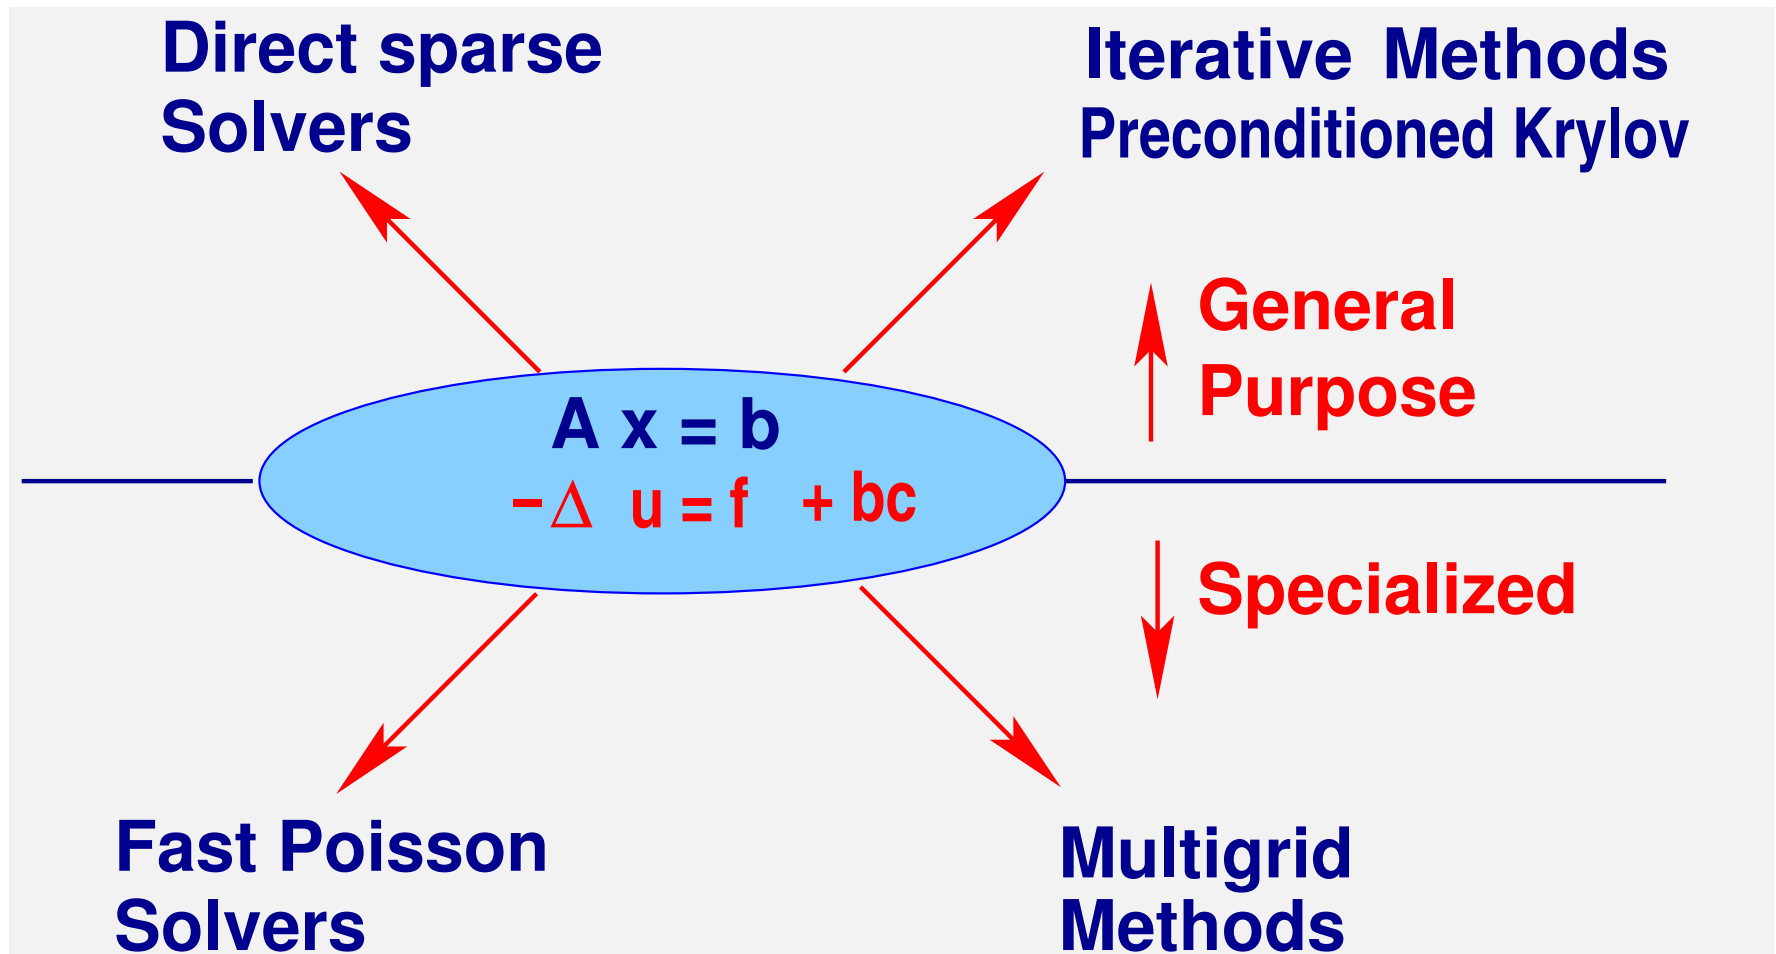 Direct sparse
Solvers
Iterative Methods
Preconditioned Krylov
General
Purpose
A x = b
−Δ u = f + bc
Specialized
Fast Poisson
Solvers
Multigrid
Methods